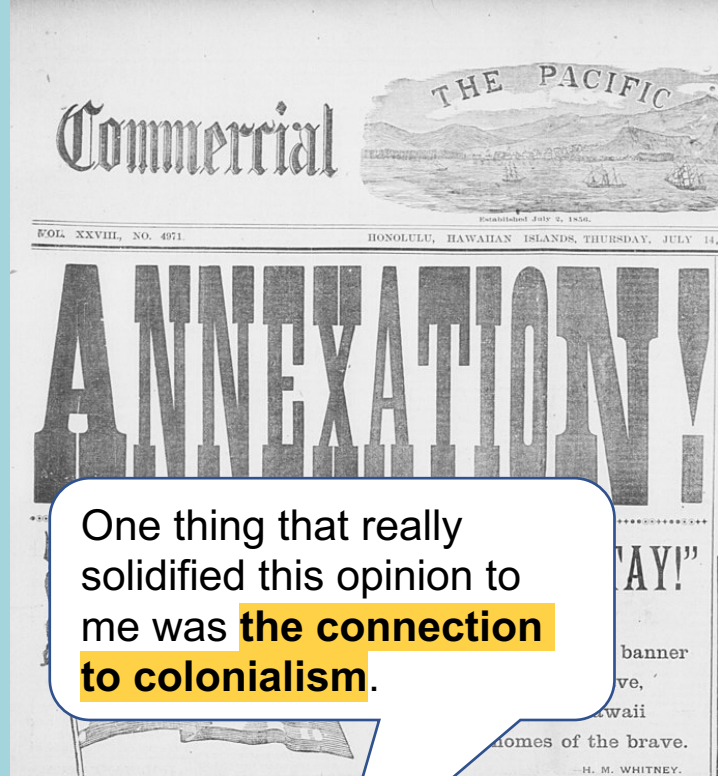 Commercial
THE PACIFIC
Established July 2, 1856.
VOL. XXVIII, NO. 4971.
HONOLULU, HAWAIIAN ISLANDS, THURSDAY, JULY 14,
ANNEXATION!
AY!"
One thing that really
solidified this opinion to
me was the connection
to colonialism.
banner
ve,
awaii
homes of the brave.
H. M. WHITNEY.